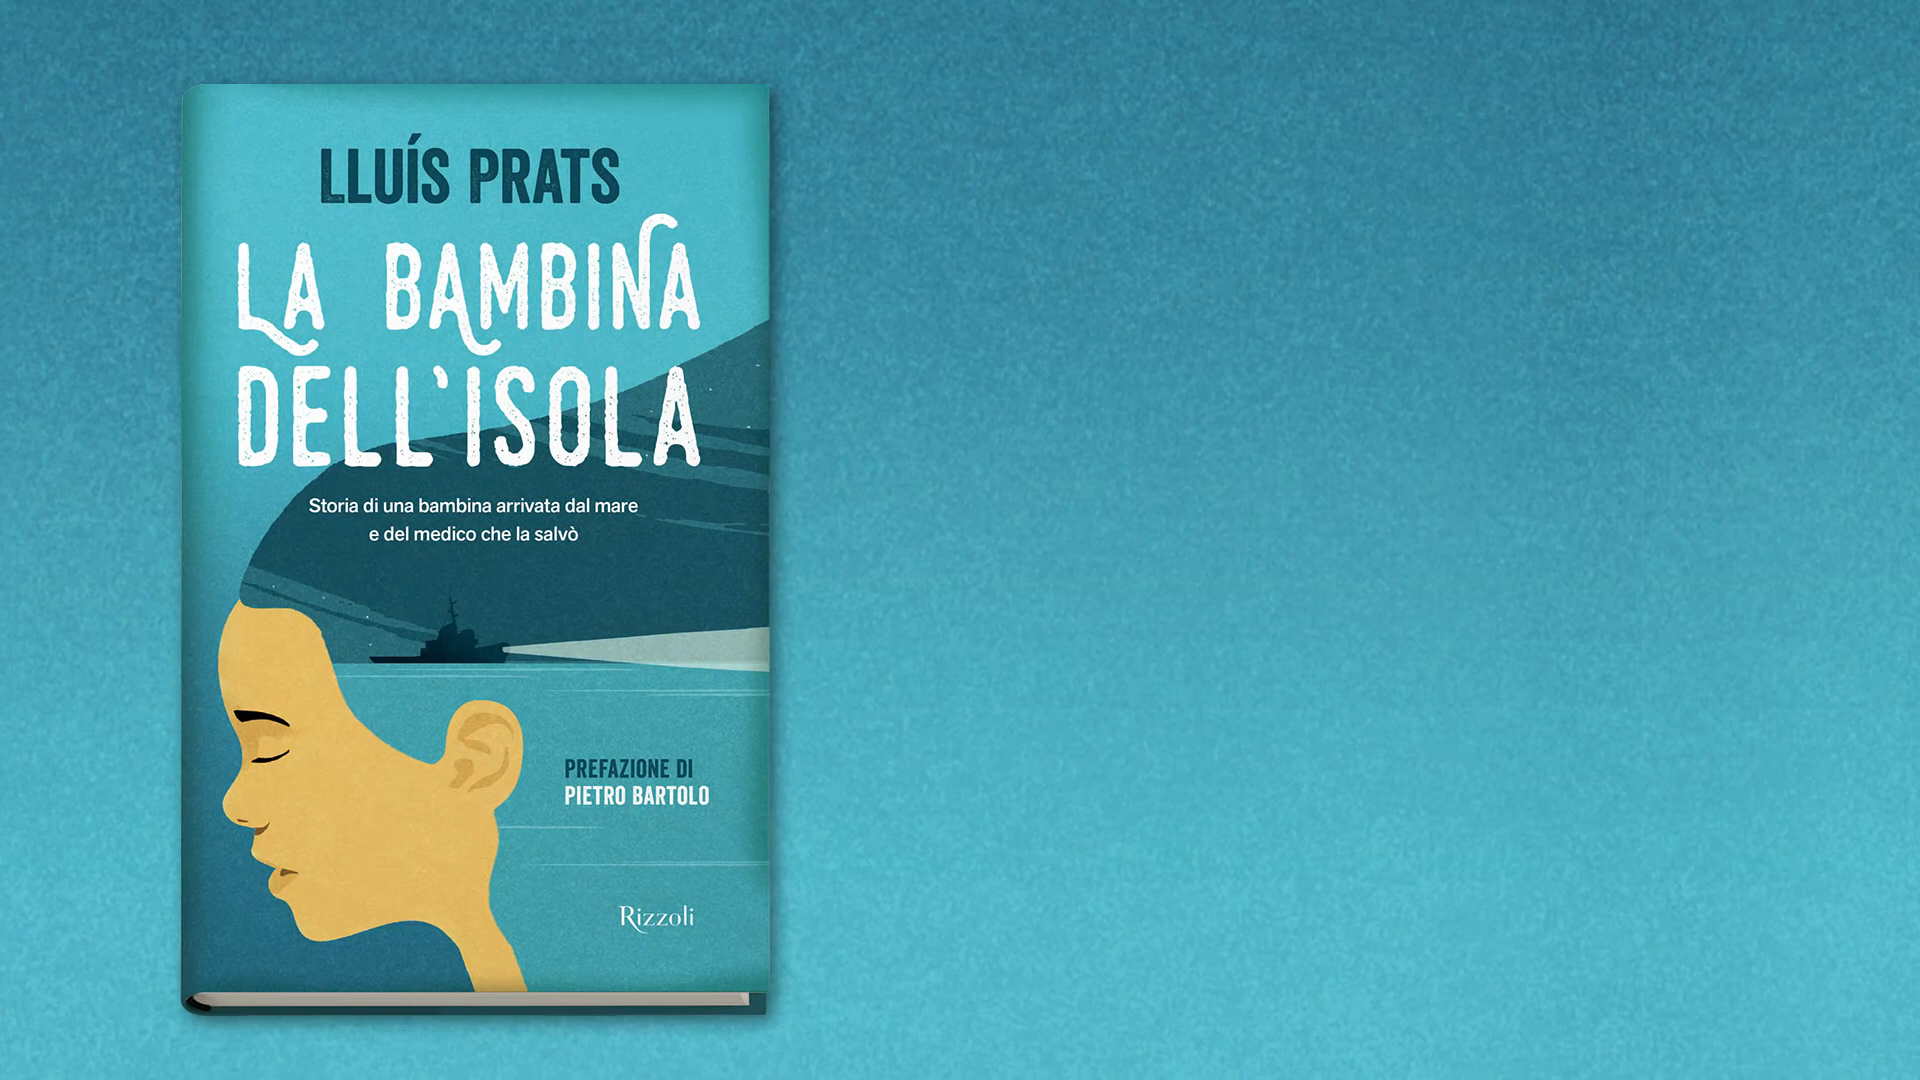 LLUÍS PRATS
LA BAMBINA
DELL'ISOLA
Storia di una bambina arrivata dal mare
e del medico che la salvò
PREFAZIONE DI
PIETRO BARTOLO
Rizzoli